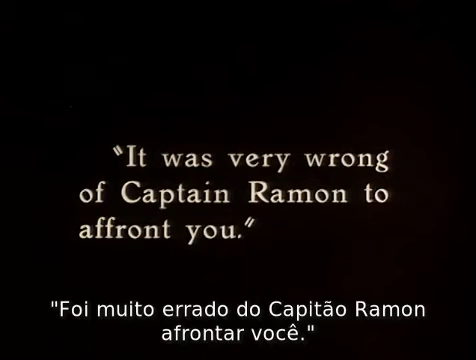 "It was very wrong
of Captain Ramon to
affront you."
"Foi muito errado do Capitão Ramon
afrontar você."